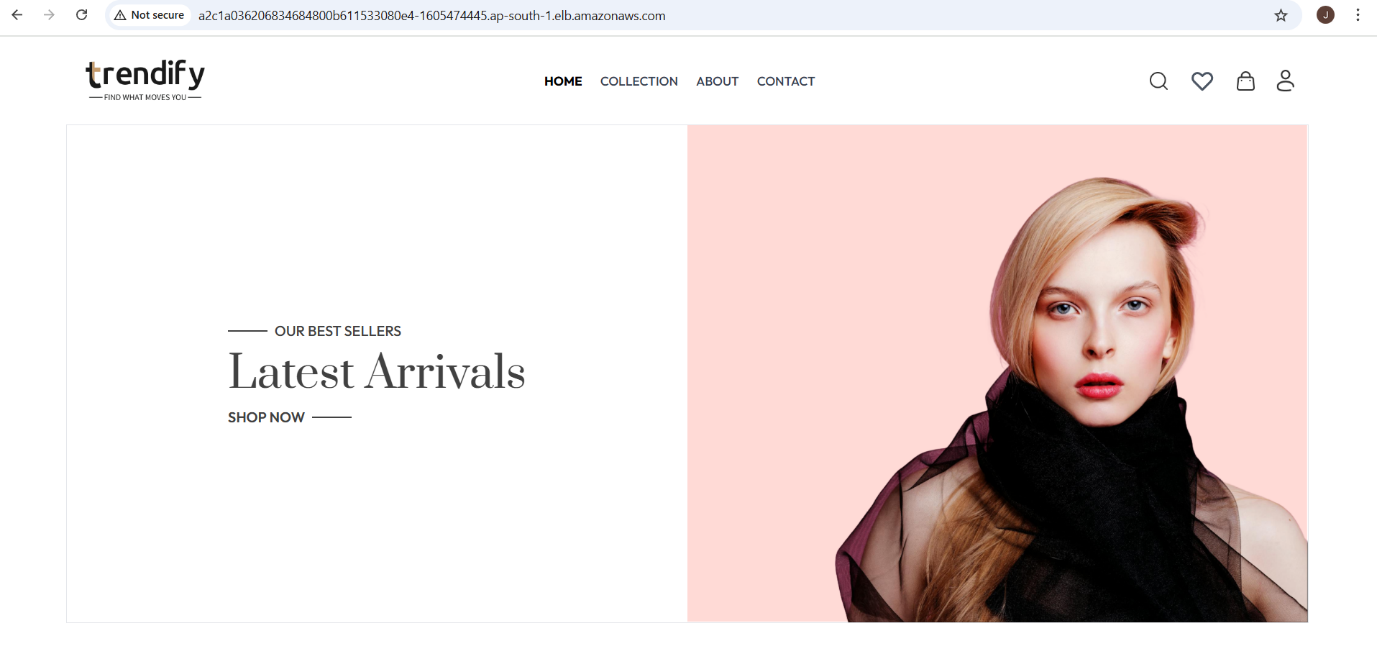 Not secure a2c1a036206834684800b611533080e4-1605474445.ap-south-1.elb.amazonaws.com J
trendify
FIND WHAT MOVES YOU
HOME COLLECTION ABOUT CONTACT
OUR BEST SELLERS
Latest Arrivals
SHOP NOW